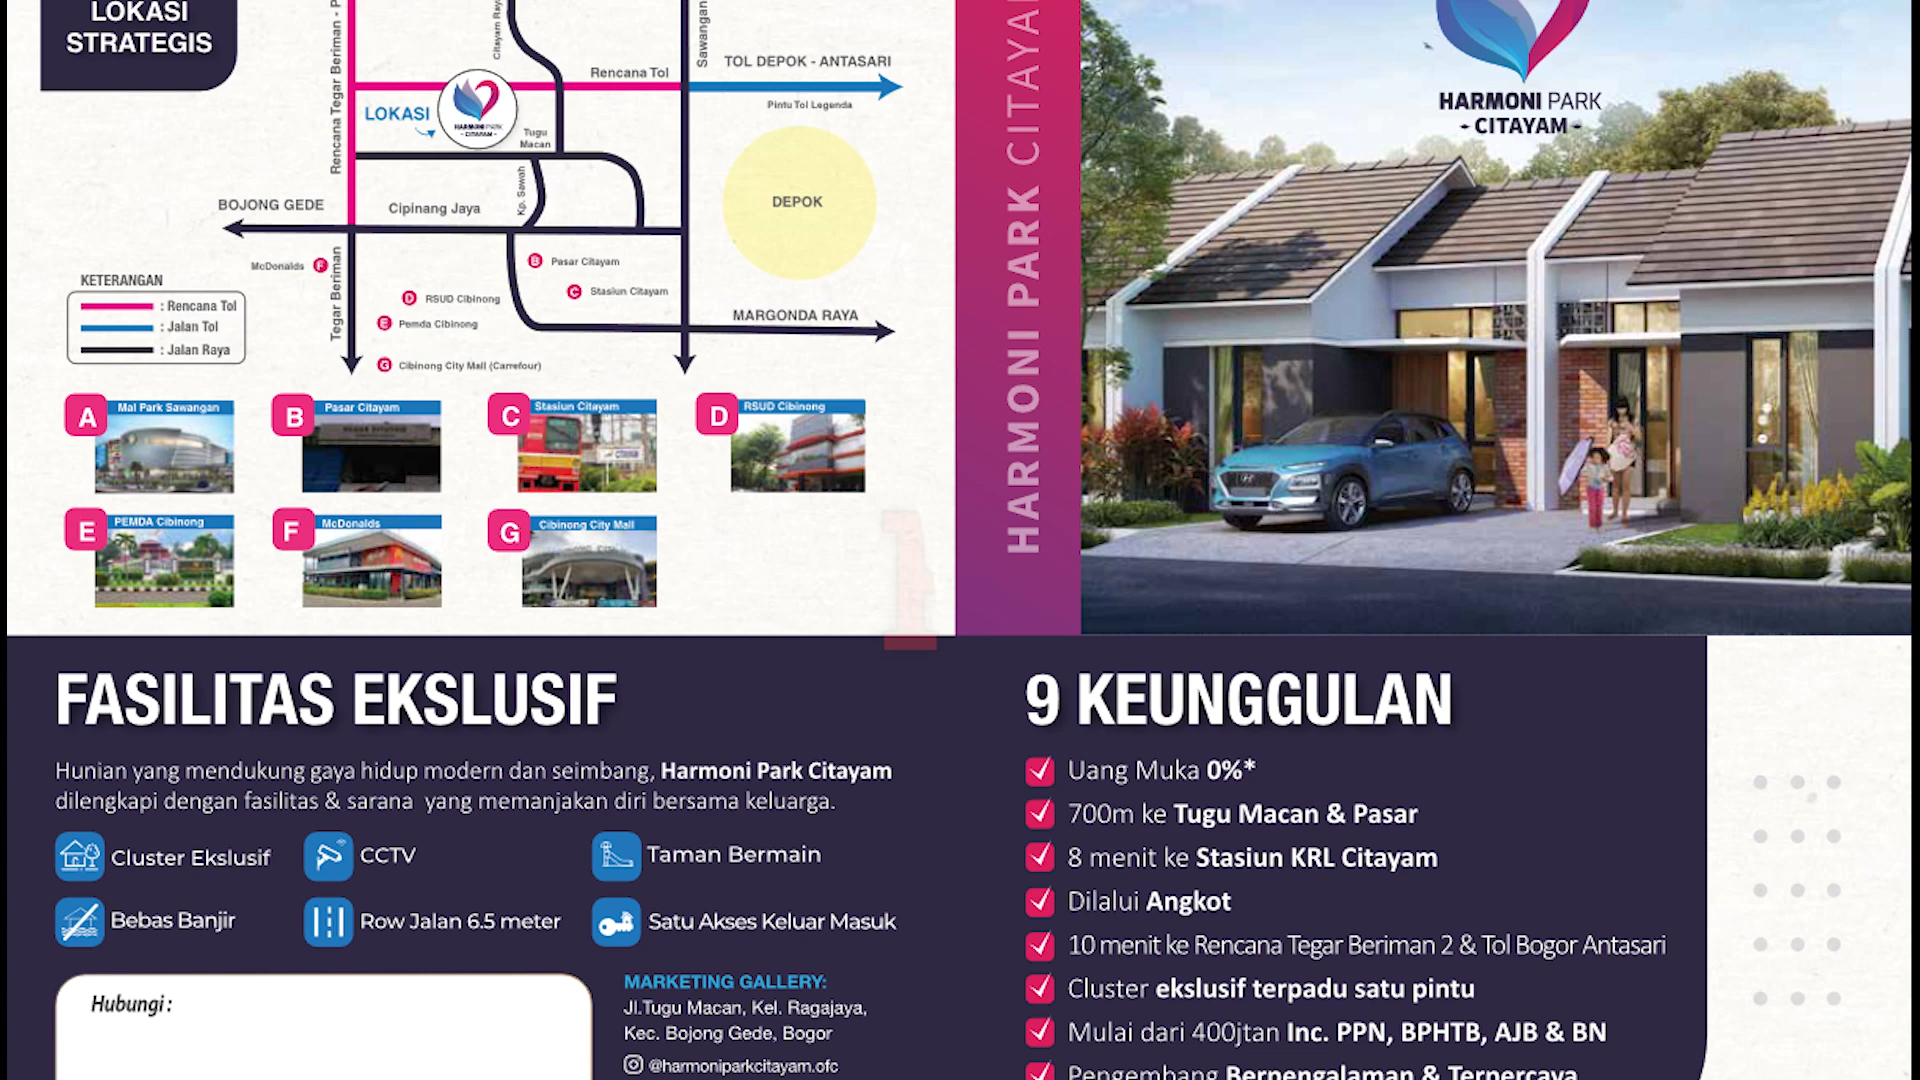 LOKASI
STRATEGIS
Rencana Tegar Beriman - P
Citayam Raya
Sawangan
Rencana Tol
TOL DEPOK - ANTASARI
Pintu Tol Legenda
LOKASI
HARMONI PARK
- CITAYAM -
Tugu
Macan
Kp. Sawah
DEPOK
BOJONG GEDE
Cipinang Jaya
McDonalds
F
Tegar Beriman
B
Pasar Citayam
C
Stasiun Citayam
D
RSUD Cibinong
E
Pemda Cibinong
MARGONDA RAYA
G
Cibinong City Mall (Carrefour)
KETERANGAN
: Rencana Tol
: Jalan Tol
: Jalan Raya
A
Mal Park Sawangan
B
Pasar Citayam
C
Stasiun Citayam
D
RSUD Cibinong
E
PEMDA Cibinong
F
McDonalds
G
Cibinong City Mall
HARMONI PARK CITAYA
HARMONI PARK
- CITAYAM -
FASILITAS EKSLUSIF
Hunian yang mendukung gaya hidup modern dan seimbang, Harmoni Park Citayam
dilengkapi dengan fasilitas & sarana yang memanjakan diri bersama keluarga.
Cluster Ekslusif
CCTV
Taman Bermain
Bebas Banjir
Row Jalan 6.5 meter
Satu Akses Keluar Masuk
Hubungi :
MARKETING GALLERY:
Jl.Tugu Macan, Kel. Ragajaya,
Kec. Bojong Gede, Bogor
@harmoniparkcitayam.ofc
9 KEUNGGULAN
Uang Muka 0%*
700m ke Tugu Macan & Pasar
8 menit ke Stasiun KRL Citayam
Dilalui Angkot
10 menit ke Rencana Tegar Beriman 2 & Tol Bogor Antasari
Cluster ekslusif terpadu satu pintu
Mulai dari 400jtan Inc. PPN, BPHTB, AJB & BN
Pengembang Berpengalaman & Terpercaya